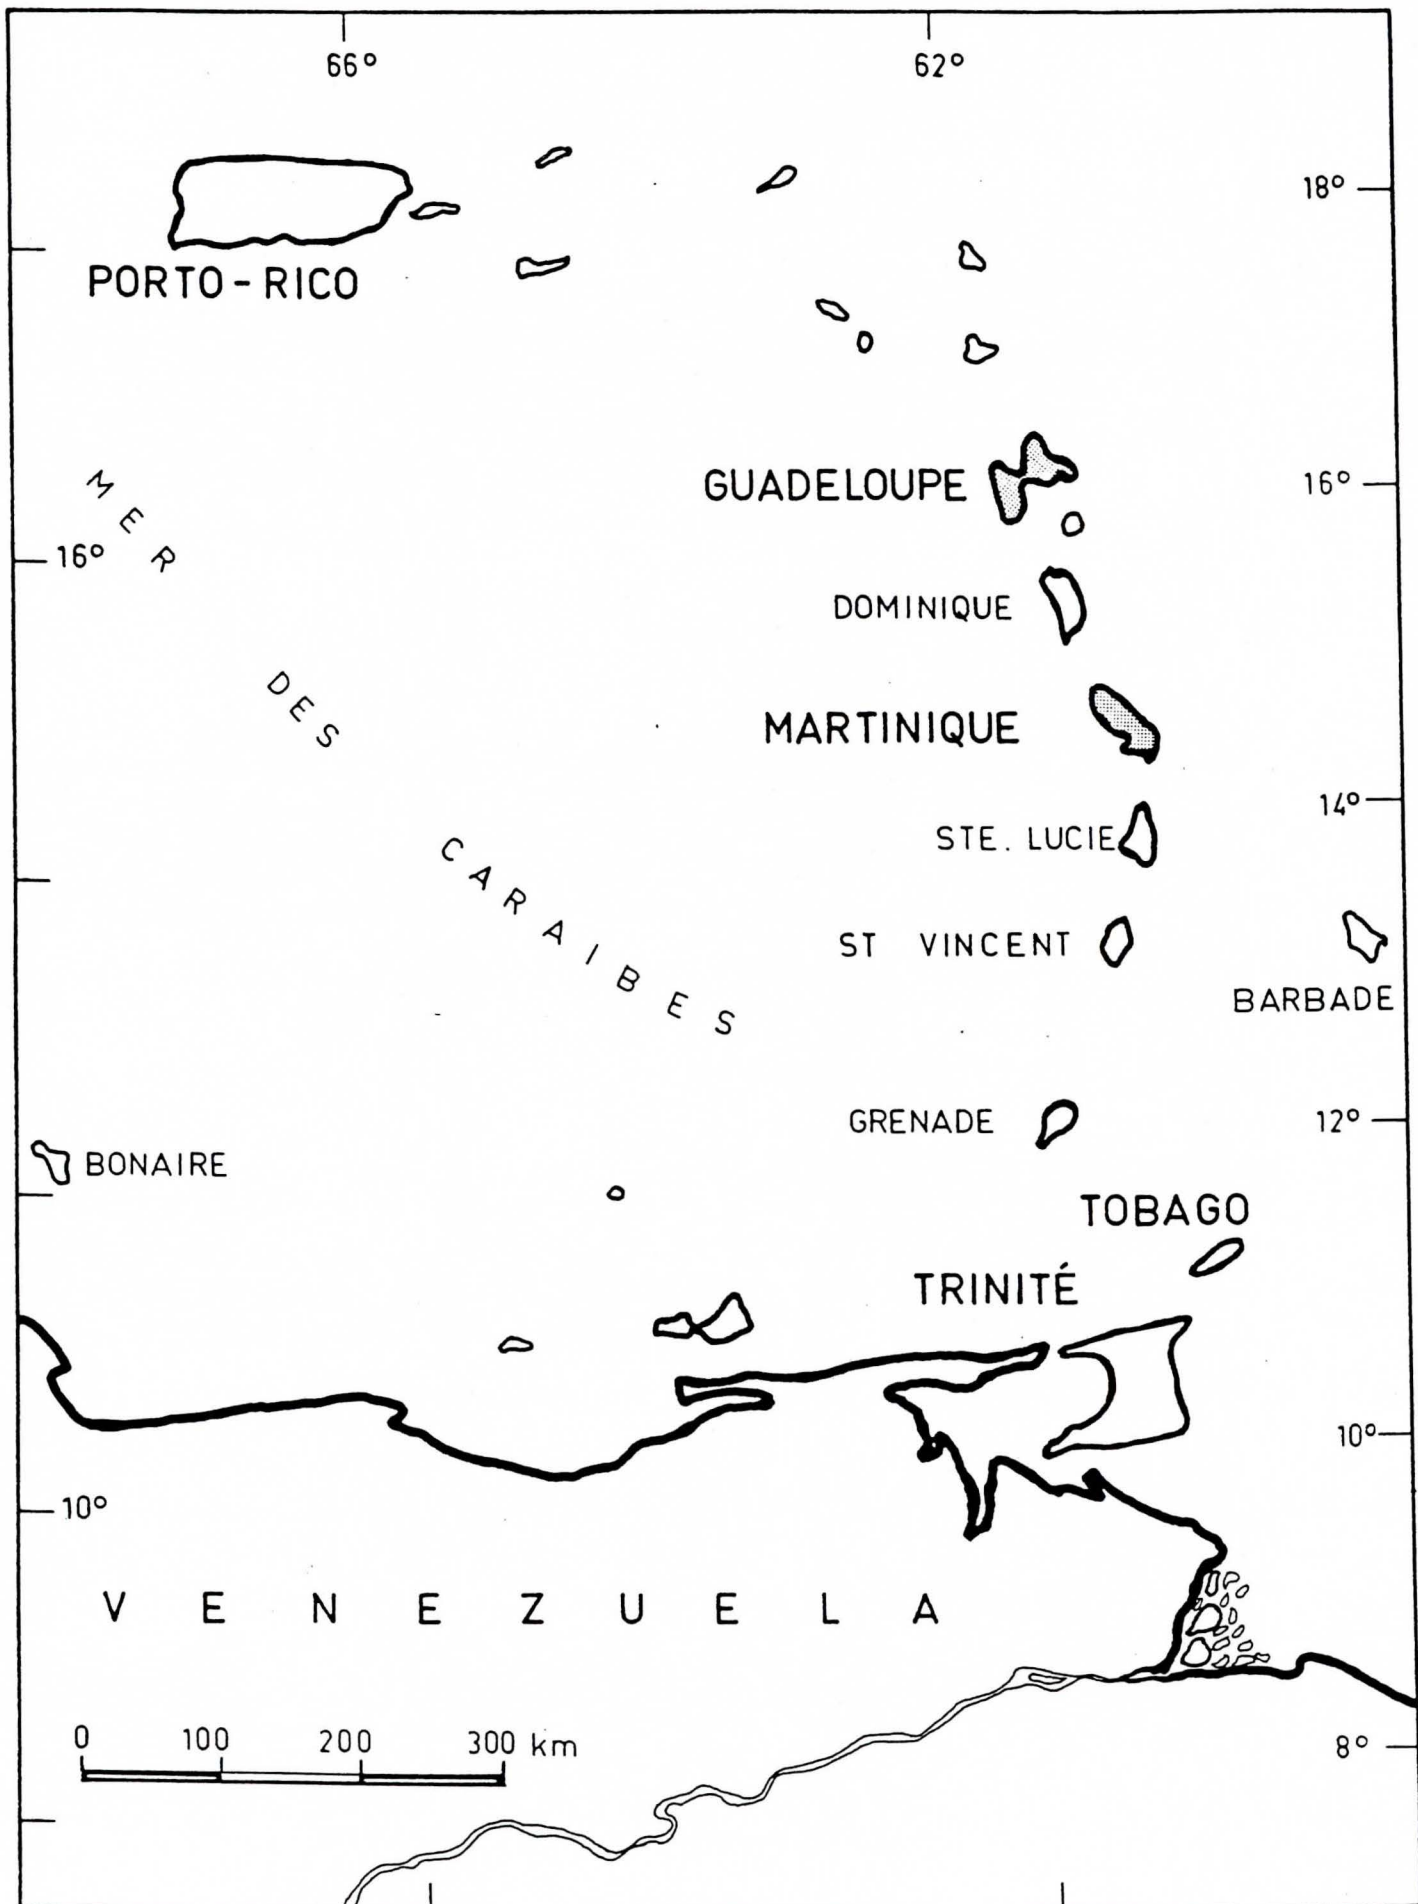 66° 62°
18°
PORTO-RICO
GUADELOUPE
16°
MER
16°
DOMINIQUE
DES
MARTINIQUE
14°
STE. LUCIE
CARAIBES
ST VINCENT
BARBADE
GRENADE
12°
BONAIRE
TOBAGO
TRINITÉ
10°
10°
VENEZUELA
0 100 200 300 km
8°